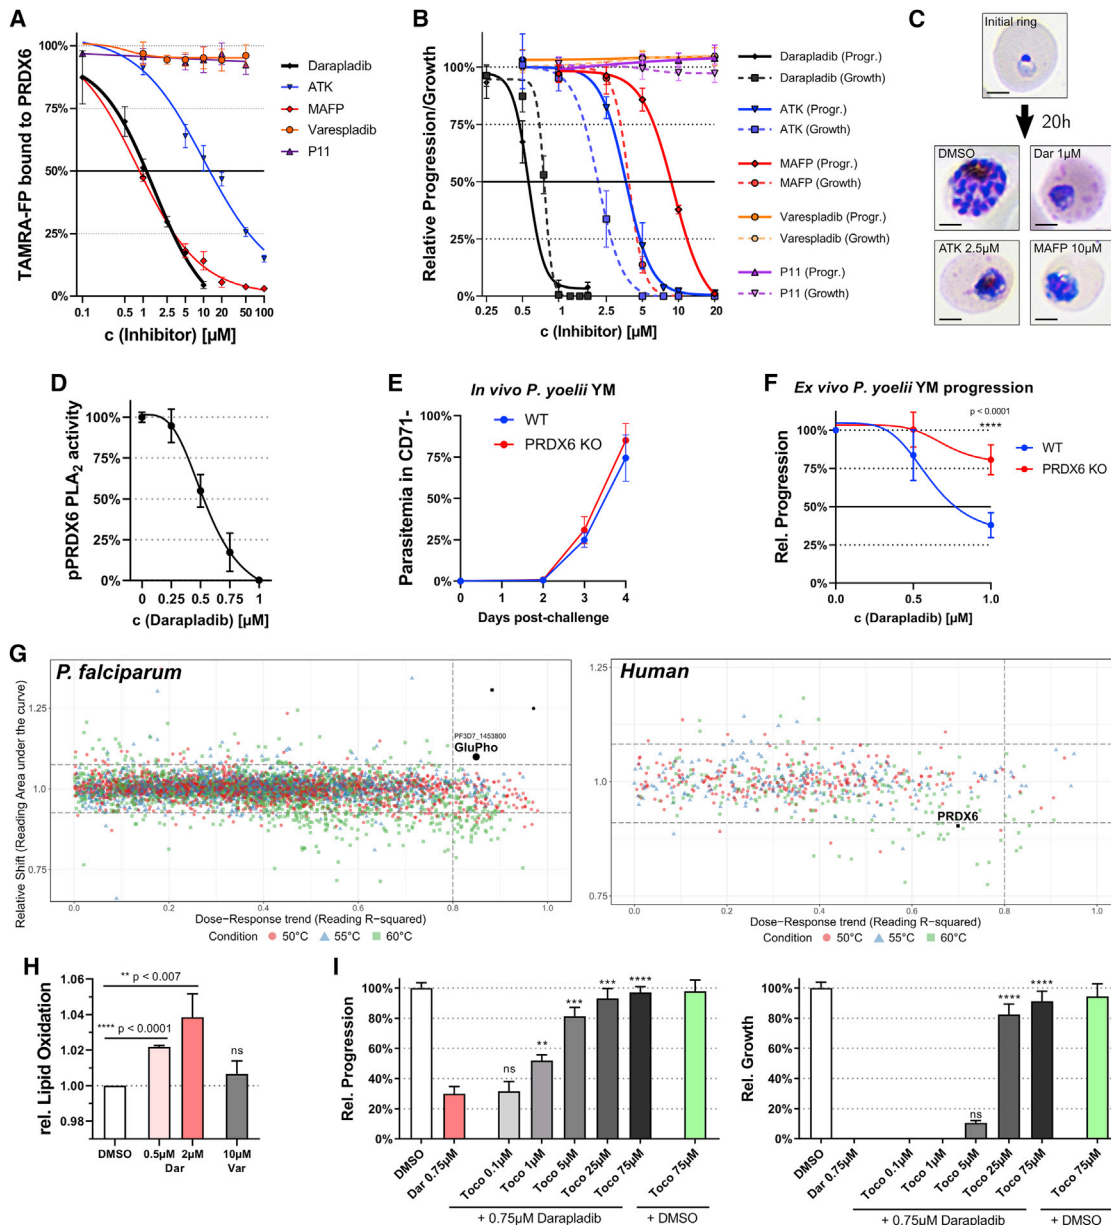 A
TAMRA-FP bound to PRDX6
100%
75%
50%
25%
0%
0.1
0.5
1
2.5
5
10
20
50
100
c (Inhibitor) [µM]
Darapladib
ATK
MAFP
Varespladib
P11
B
Relative Progression/Growth
100%
75%
50%
25%
0%
0.25
0.5
1
2.5
5
10
20
c (Inhibitor) [µM]
Darapladib (Progr.)
Darapladib (Growth)
ATK (Progr.)
ATK (Growth)
MAFP (Progr.)
MAFP (Growth)
Varespladib (Progr.)
Varespladib (Growth)
P11 (Progr.)
P11 (Growth)
C
Initial ring
20h
DMSO
Dar 1µM
ATK 2.5µM
MAFP 10µM
D
pPRDX6 PLA2 activity
100%
75%
50%
25%
0%
0
0.25
0.5
0.75
1
c (Darapladib) [µM]
E
In vivo P. yoelii YM
Parasitemia in CD71-
100%
75%
50%
25%
0%
0
1
2
3
4
Days post-challenge
WT
PRDX6 KO
F
Ex vivo P. yoelii YM progression
Rel. Progression
100%
75%
50%
25%
0%
0.0
0.5
1.0
c (Darapladib) [µM]
p < 0.0001
****
WT
PRDX6 KO
G
P. falciparum
Relative Shift (Reading Area under the curve)
1.25
1.0
0.75
PF3D7_1453800
GluPho
0.0
0.2
0.4
0.6
0.8
1.0
Dose-Response trend (Reading R-squared)
Condition 50°C 55°C 60°C
Human
1.25
1.0
0.75
PRDX6
0.0
0.2
0.4
0.6
0.8
1.0
Dose-Response trend (Reading R-squared)
Condition 50°C 55°C 60°C
H
rel. Lipid Oxidation
1.06
1.04
1.02
1.00
0.98
** p < 0.007
**** p < 0.0001
ns
DMSO
0.5µM 2µM
Dar
10µM
Var
I
Rel. Progression
100%
80%
60%
40%
20%
0%
ns
**
***
***
****
DMSO
Dar 0.75µM
Toco 0.1µM
Toco 1µM
Toco 5µM
Toco 25µM
Toco 75µM
Toco 75µM
+ 0.75µM Darapladib
+ DMSO
Rel. Growth
100%
80%
60%
40%
20%
0%
ns
****
****
DMSO
Dar 0.75µM
Toco 0.1µM
Toco 1µM
Toco 5µM
Toco 25µM
Toco 75µM
Toco 75µM
+ 0.75µM Darapladib
+ DMSO